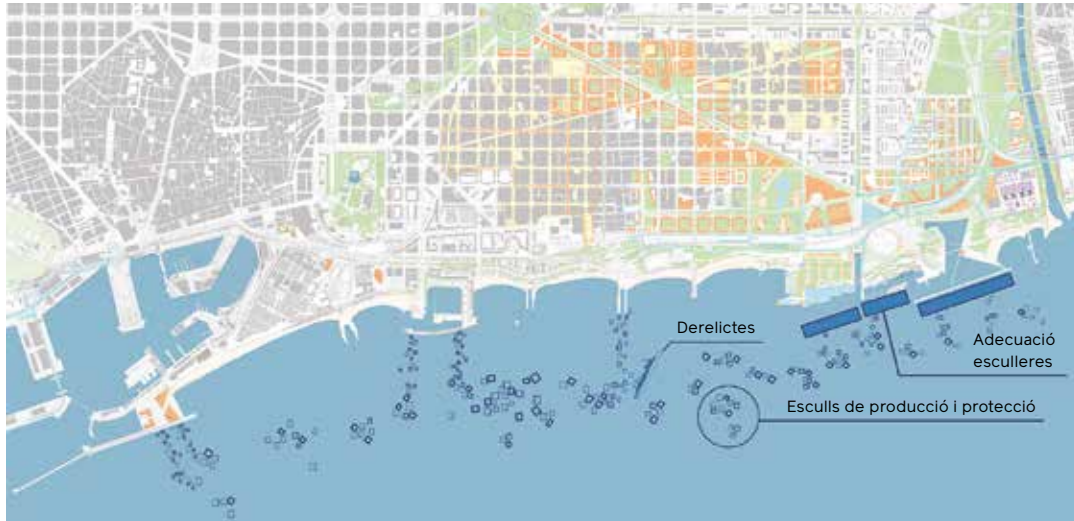 Derelictes
Adecuació
esculleres
Esculls de producció i protecció